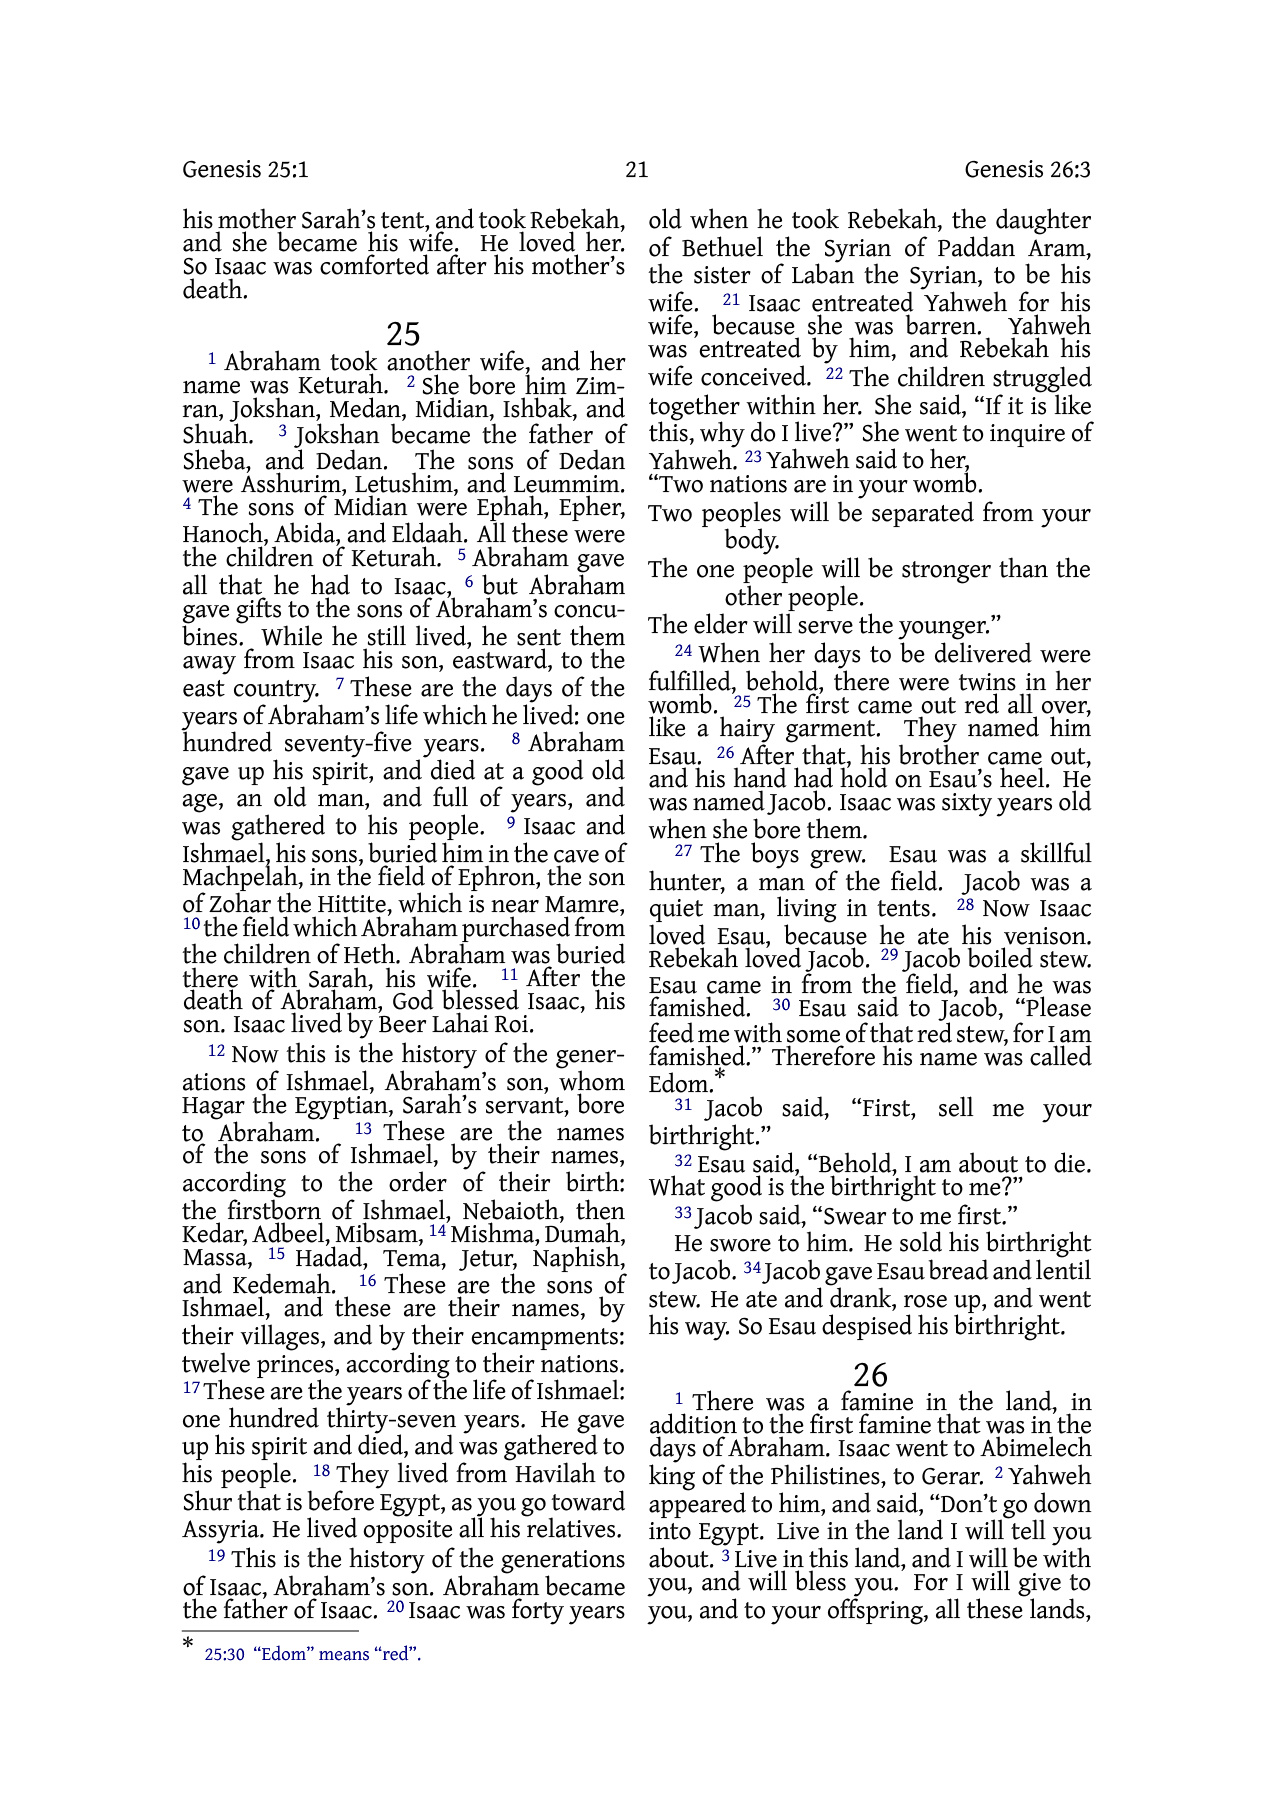 Genesis 25:1
21
Genesis 26:3
his mother Sarah’s tent, and took Rebekah,
and she became his wife. He loved her.
So Isaac was comforted after his mother’s
death.
25
1 Abraham took another wife, and her
name was Keturah. 2 She bore him Zim-
ran, Jokshan, Medan, Midian, Ishbak, and
Shuah. 3 Jokshan became the father of
Sheba, and Dedan. The sons of Dedan
were Asshurim, Letushim, and Leummim.
4 The sons of Midian were Ephah, Epher,
Hanoch, Abida, and Eldaah. All these were
the children of Keturah. 5 Abraham gave
all that he had to Isaac, 6 but Abraham
gave gifts to the sons of Abraham’s concu-
bines. While he still lived, he sent them
away from Isaac his son, eastward, to the
east country. 7 These are the days of the
years of Abraham’s life which he lived: one
hundred seventy-five years. 8 Abraham
gave up his spirit, and died at a good old
age, an old man, and full of years, and
was gathered to his people. 9 Isaac and
Ishmael, his sons, buried him in the cave of
Machpelah, in the field of Ephron, the son
of Zohar the Hittite, which is near Mamre,
10 the field which Abraham purchased from
the children of Heth. Abraham was buried
there with Sarah, his wife. 11 After the
death of Abraham, God blessed Isaac, his
son. Isaac lived by Beer Lahai Roi.
12 Now this is the history of the gener-
ations of Ishmael, Abraham’s son, whom
Hagar the Egyptian, Sarah’s servant, bore
to Abraham. 13 These are the names
of the sons of Ishmael, by their names,
according to the order of their birth:
the firstborn of Ishmael, Nebaioth, then
Kedar, Adbeel, Mibsam, 14 Mishma, Dumah,
Massa, 15 Hadad, Tema, Jetur, Naphish,
and Kedemah. 16 These are the sons of
Ishmael, and these are their names, by
their villages, and by their encampments:
twelve princes, according to their nations.
17 These are the years of the life of Ishmael:
one hundred thirty-seven years. He gave
up his spirit and died, and was gathered to
his people. 18 They lived from Havilah to
Shur that is before Egypt, as you go toward
Assyria. He lived opposite all his relatives.
19 This is the history of the generations
of Isaac, Abraham’s son. Abraham became
the father of Isaac. 20 Isaac was forty years
old when he took Rebekah, the daughter
of Bethuel the Syrian of Paddan Aram,
the sister of Laban the Syrian, to be his
wife. 21 Isaac entreated Yahweh for his
wife, because she was barren. Yahweh
was entreated by him, and Rebekah his
wife conceived. 22 The children struggled
together within her. She said, “If it is like
this, why do I live?” She went to inquire of
Yahweh. 23 Yahweh said to her,
“Two nations are in your womb.
Two peoples will be separated from your
body.
The one people will be stronger than the
other people.
The elder will serve the younger.”
24 When her days to be delivered were
fulfilled, behold, there were twins in her
womb. 25 The first came out red all over,
like a hairy garment. They named him
Esau. 26 After that, his brother came out,
and his hand had hold on Esau’s heel. He
was named Jacob. Isaac was sixty years old
when she bore them.
27 The boys grew. Esau was a skillful
hunter, a man of the field. Jacob was a
quiet man, living in tents. 28 Now Isaac
loved Esau, because he ate his venison.
Rebekah loved Jacob. 29 Jacob boiled stew.
Esau came in from the field, and he was
famished. 30 Esau said to Jacob, “Please
feed me with some of that red stew, for I am
famished.” Therefore his name was called
Edom.*
31 Jacob said, “First, sell me your
birthright.”
32 Esau said, “Behold, I am about to die.
What good is the birthright to me?”
33 Jacob said, “Swear to me first.”
He swore to him. He sold his birthright
to Jacob. 34 Jacob gave Esau bread and lentil
stew. He ate and drank, rose up, and went
his way. So Esau despised his birthright.
26
1 There was a famine in the land, in
addition to the first famine that was in the
days of Abraham. Isaac went to Abimelech
king of the Philistines, to Gerar. 2 Yahweh
appeared to him, and said, “Don’t go down
into Egypt. Live in the land I will tell you
about. 3 Live in this land, and I will be with
you, and will bless you. For I will give to
you, and to your offspring, all these lands,
* 25:30 “Edom” means “red”.